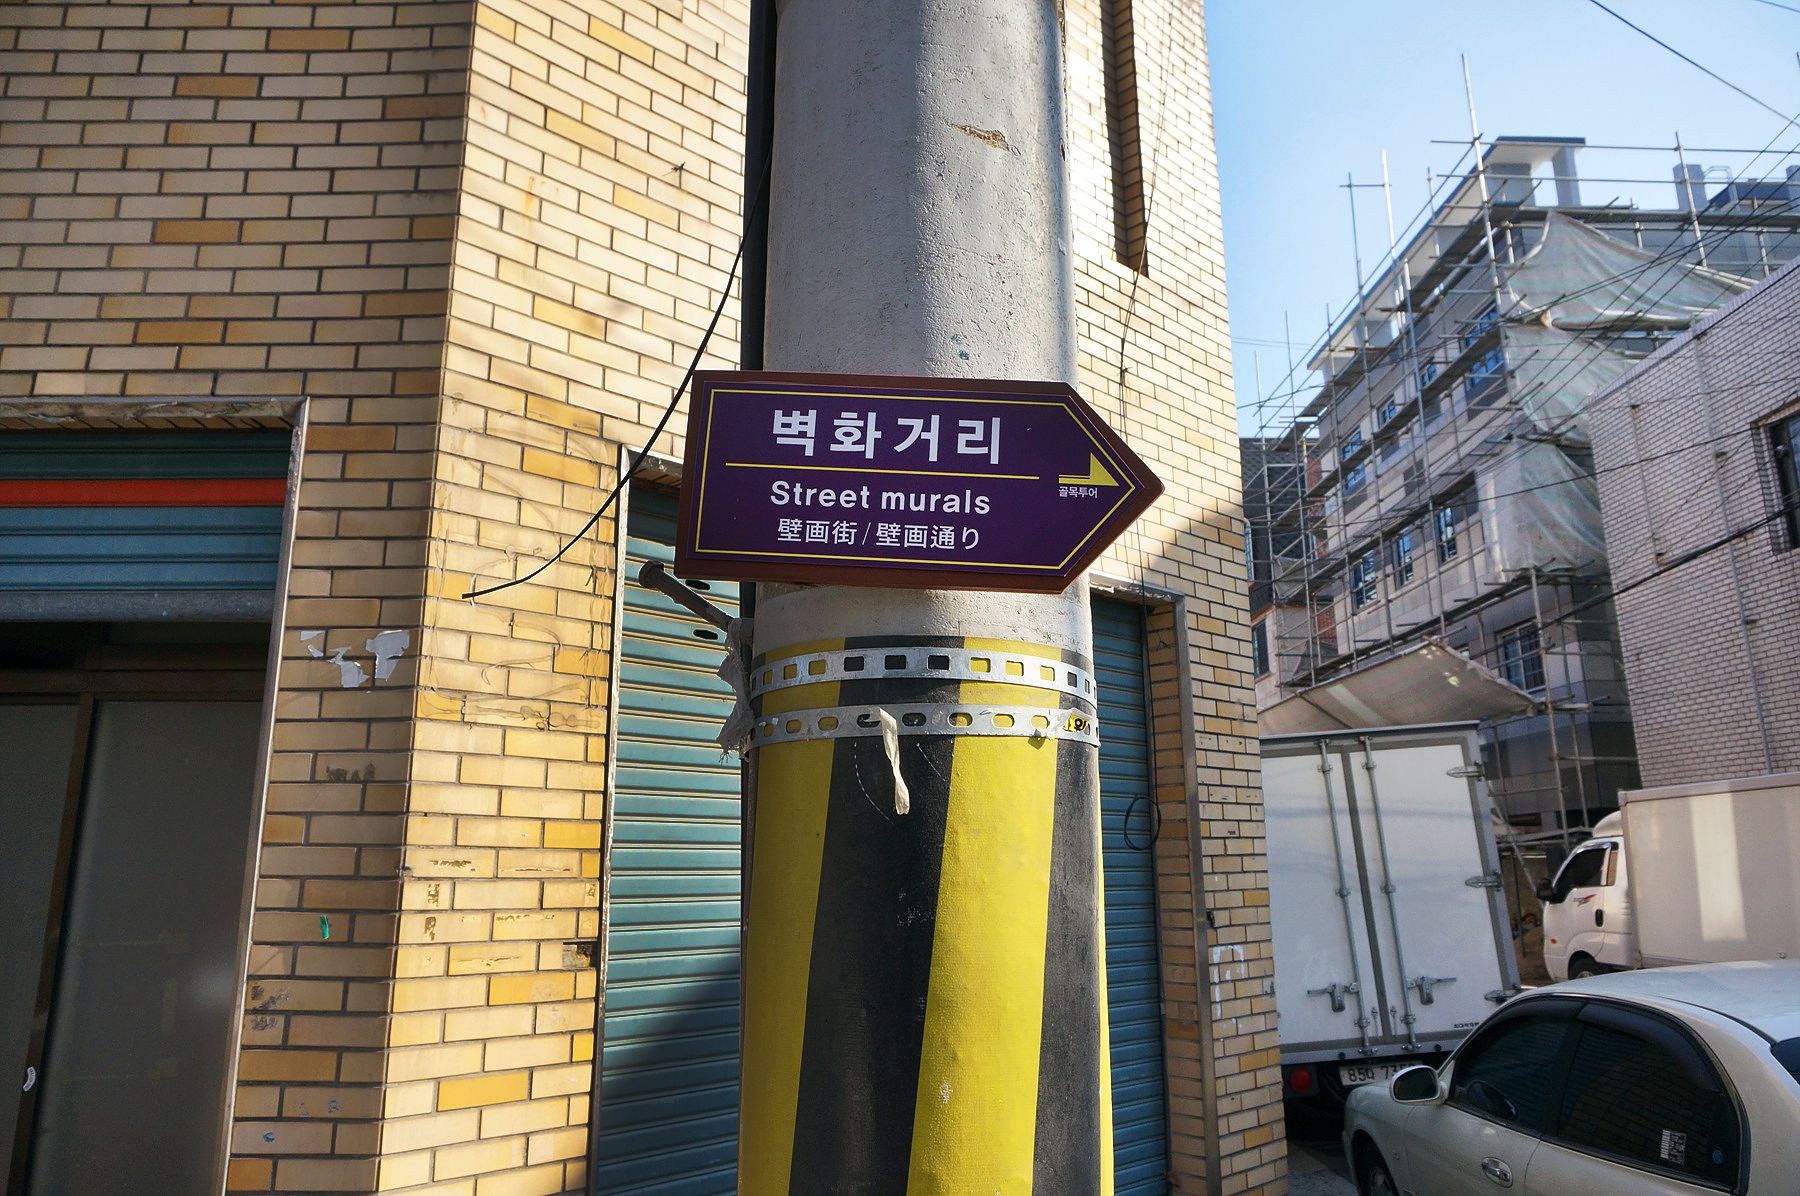 벽화거리
Street murals
골목투어
壁画街/壁画通り